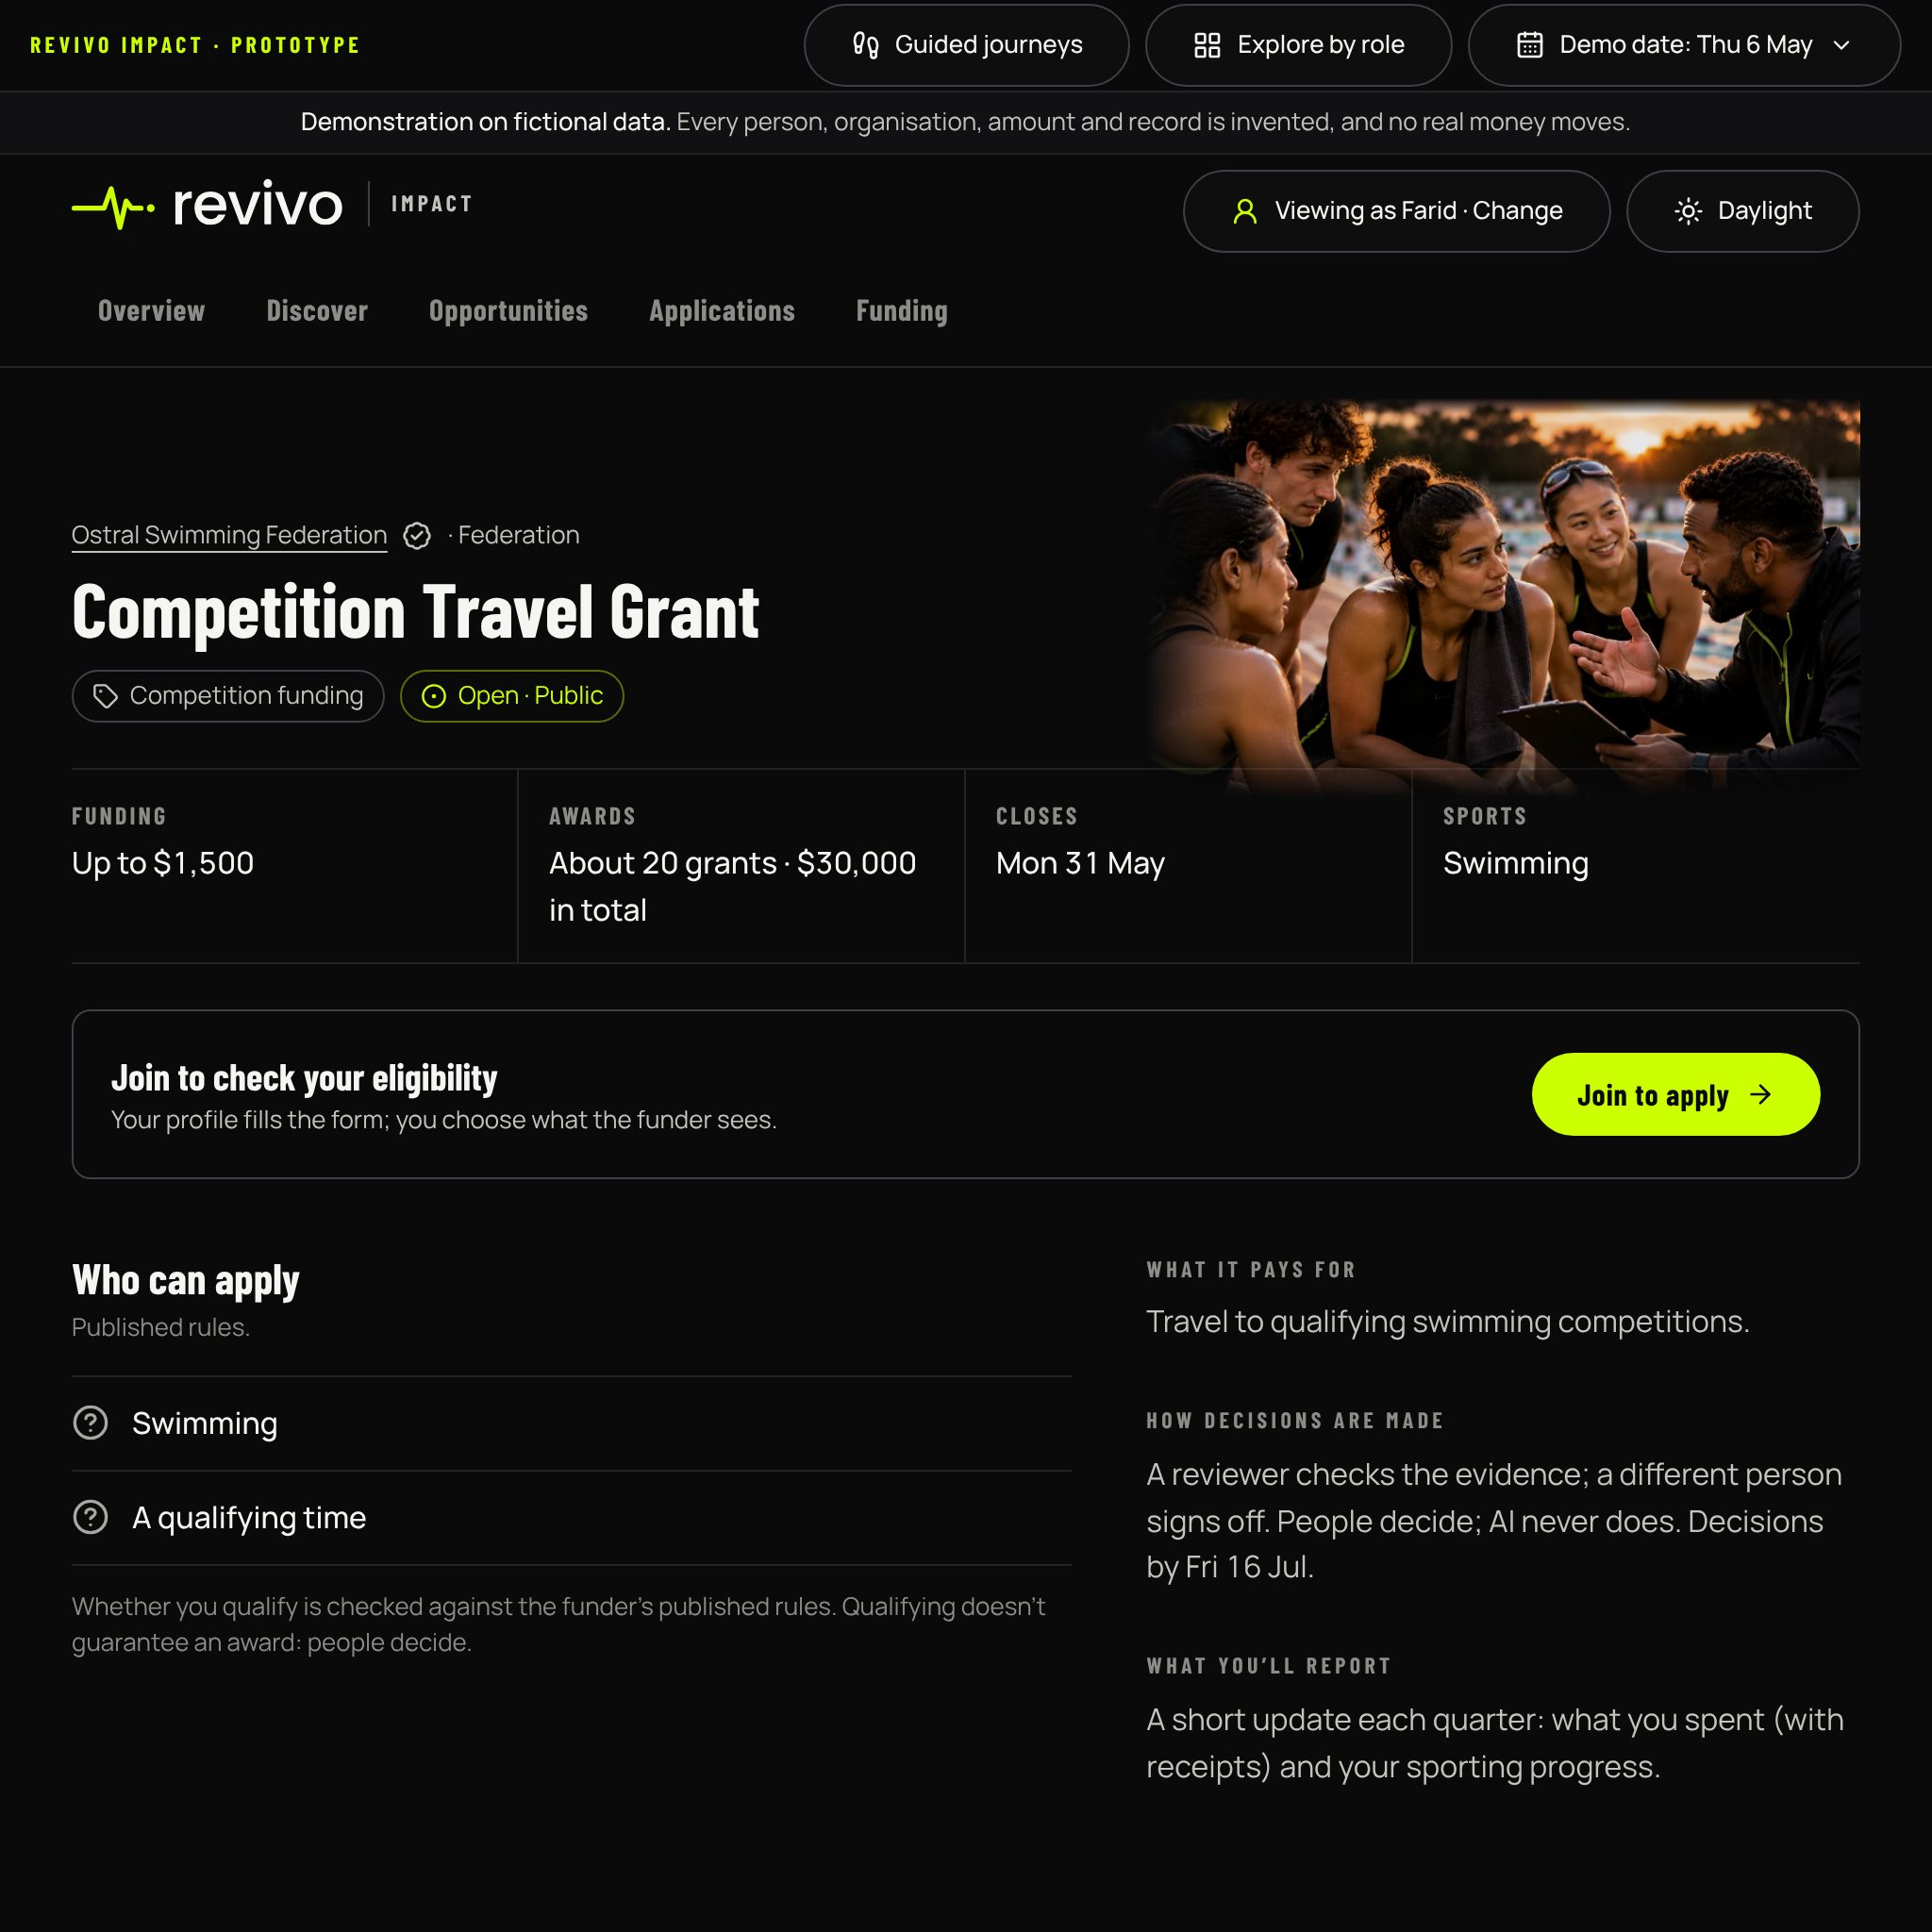 REVIVO IMPACT · PROTOTYPE
Guided journeys
Explore by role
Demo date: Thu 6 May
Demonstration on fictional data. Every person, organisation, amount and record is invented, and no real money moves.
revivo
IMPACT
Viewing as Farid · Change
Daylight
Overview
Discover
Opportunities
Applications
Funding
Ostral Swimming Federation · Federation
Competition Travel Grant
Competition funding
Open · Public
FUNDING
Up to $1,500
AWARDS
About 20 grants · $30,000
in total
CLOSES
Mon 31 May
SPORTS
Swimming
Join to check your eligibility
Your profile fills the form; you choose what the funder sees.
Join to apply
Who can apply
Published rules.
Swimming
A qualifying time
Whether you qualify is checked against the funder’s published rules. Qualifying doesn’t
guarantee an award: people decide.
WHAT IT PAYS FOR
Travel to qualifying swimming competitions.
HOW DECISIONS ARE MADE
A reviewer checks the evidence; a different person
signs off. People decide; AI never does. Decisions
by Fri 16 Jul.
WHAT YOU’LL REPORT
A short update each quarter: what you spent (with
receipts) and your sporting progress.